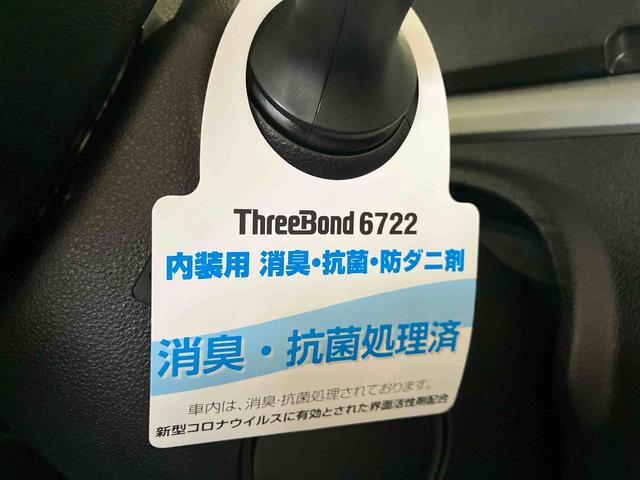 ThreeBond 6722
内装用 消臭・抗菌・防ダニ剤
消臭・抗菌処理済
車内は、消臭・抗菌処理されております。
新型コロナウイルスに有効とされた界面活性剤配合